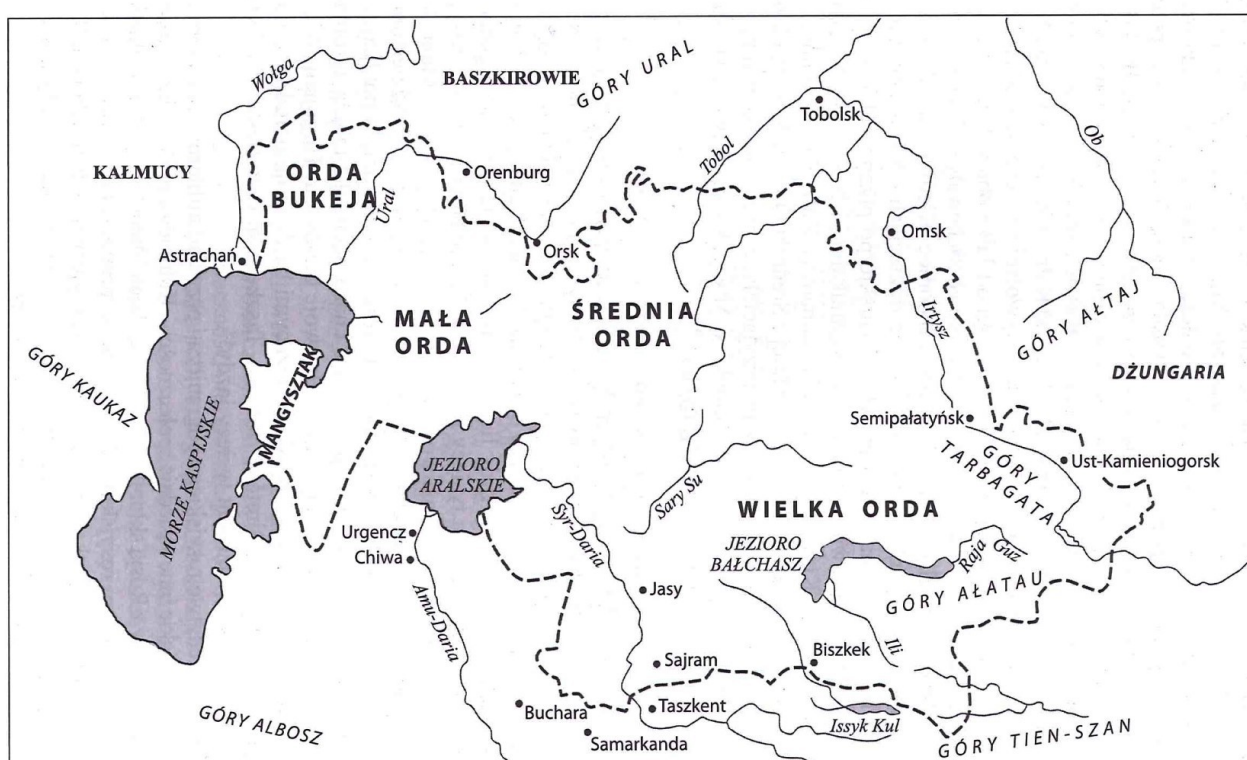 Wołga
BASZKIROWIE
GÓRY URAL
Tobolsk
Tobol
Ob
KAŁMUCY
ORDA
BUKEJA
Ural
Orenburg
Orsk
Omsk
Astrachań
MAŁA
ORDA
ŚREDNIA
ORDA
Irtysz
GÓRY AŁTAJ
DŻUNGARIA
GÓRY KAUKAZ
MANGYSZTAK
MORZE KASPIJSKIE
Semipałatyńsk
GÓRY
TARBAGATA
Ust-Kamieniogorsk
JEZIORO
ARALSKIE
Syr-Daria
Sary Su
WIELKA ORDA
JEZIORO
BAŁCHASZ
Raja
Guz
GÓRY AŁATAU
Urgencz
Chiwa
Amu-Daria
Jasy
Ili
Sajram
Biszkek
Buchara
Taszkent
Issyk Kul
Samarkanda
GÓRY ALBOSZ
GÓRY TIEN-SZAN